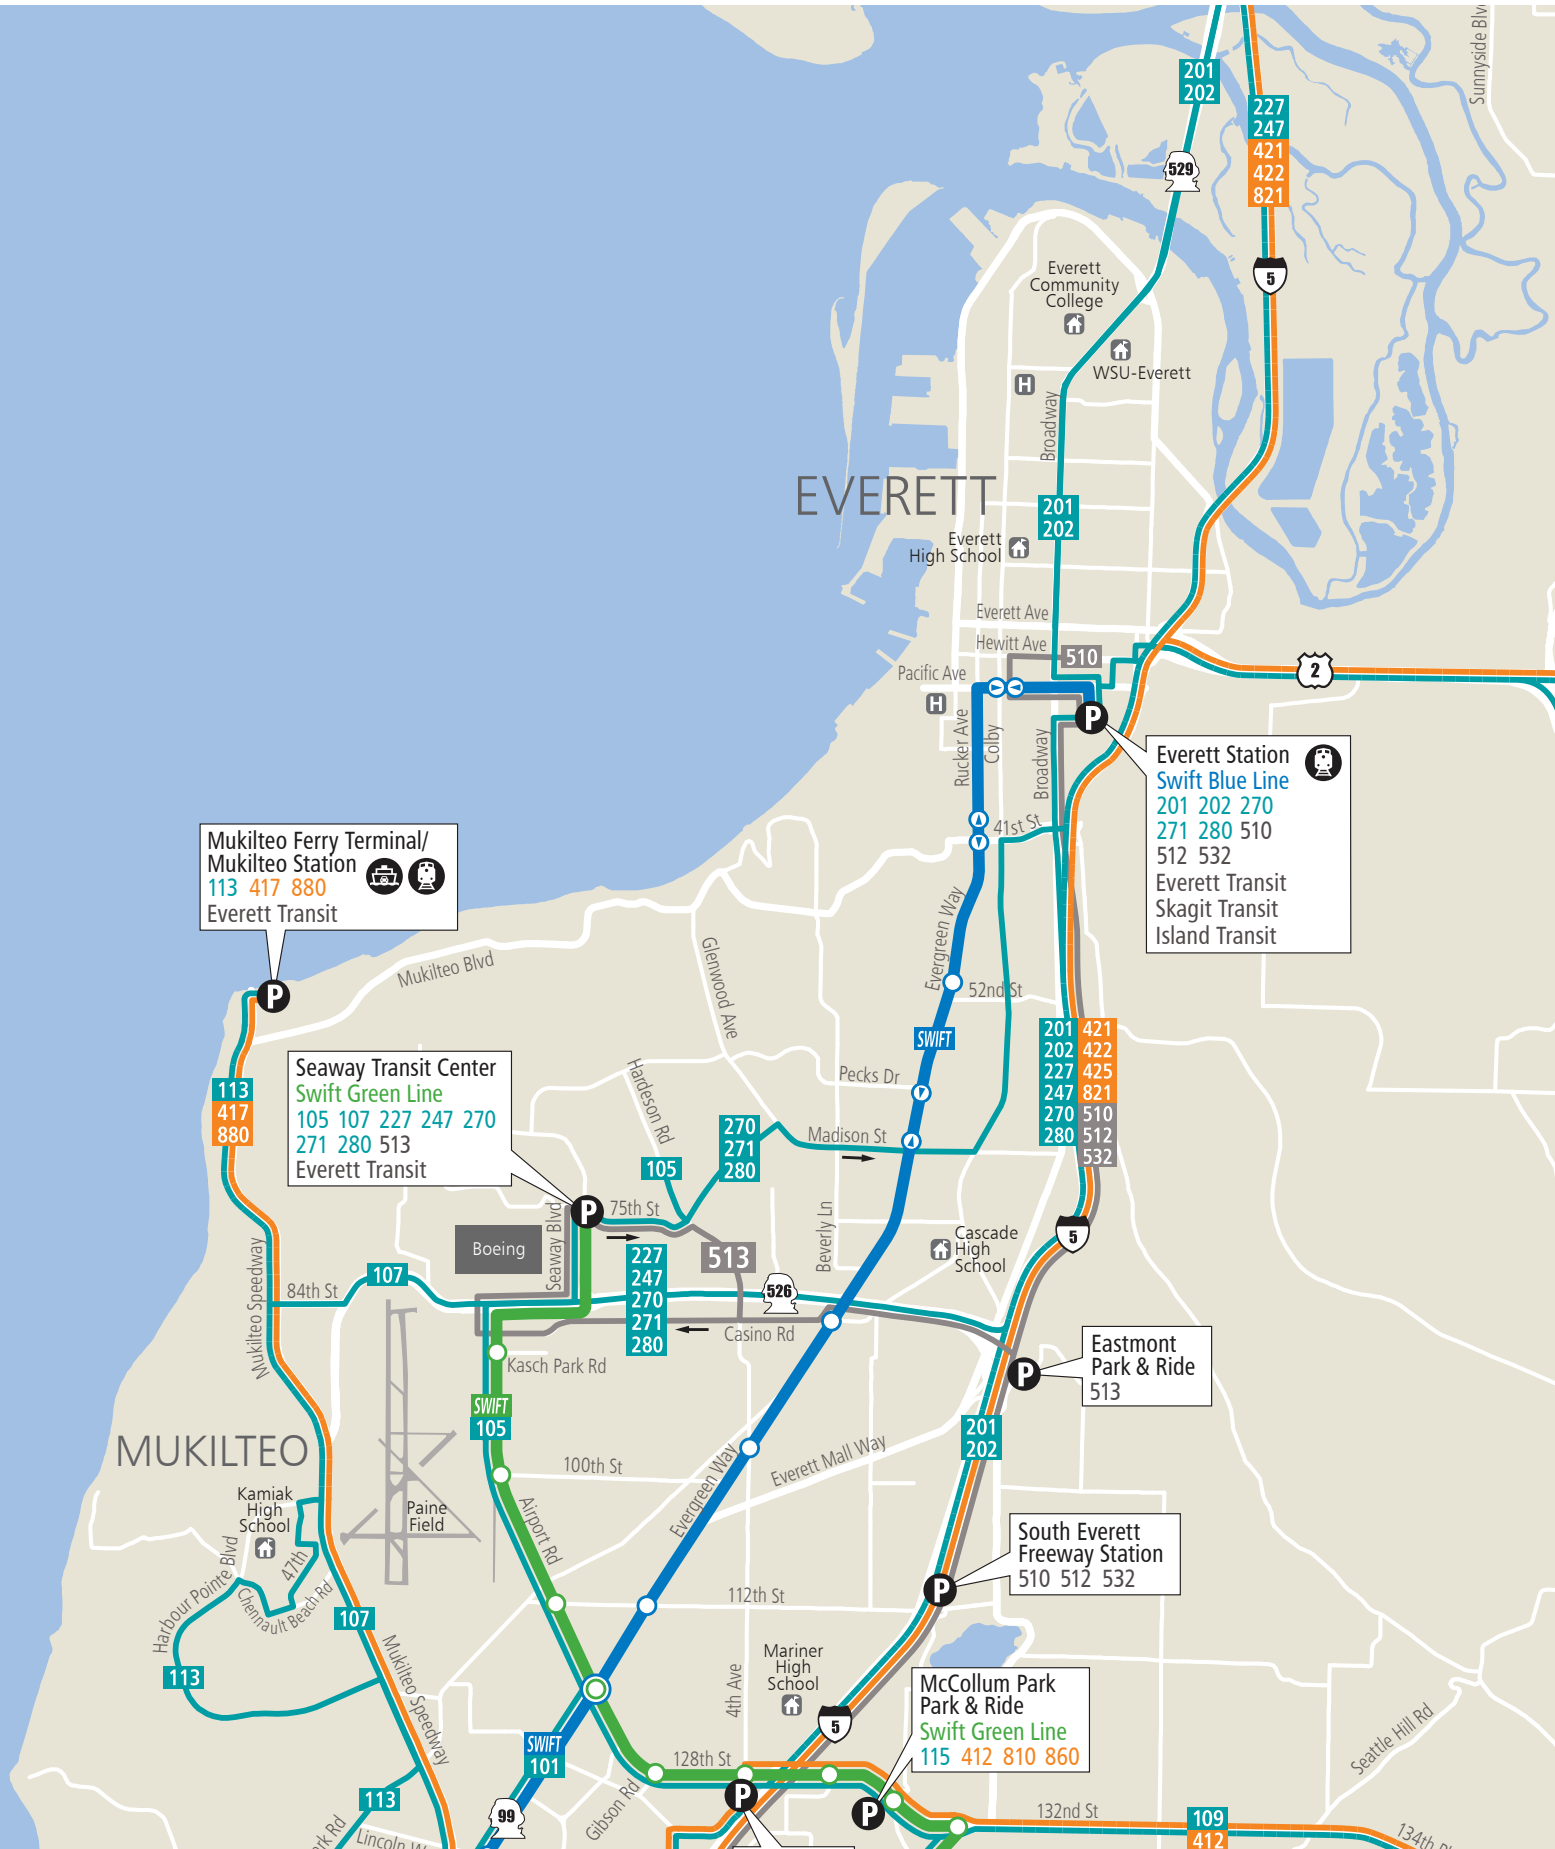 Sunnyside Blv
201
202
227
247
421
422
821
529
5
Everett
Community
College
WSU-Everett
H
Broadway
EVERETT
201
202
Everett
High School
Everett Ave
Hewitt Ave
510
Pacific Ave
H
2
P
Rucker Ave
Colby
Broadway
41st St
Everett Station
Swift Blue Line
201 202 270
271 280 510
512 532
Everett Transit
Skagit Transit
Island Transit
Mukilteo Ferry Terminal/
Mukilteo Station
113 417 880
Everett Transit
P
Mukilteo Blvd
Glenwood Ave
Evergreen Way
52nd St
SWIFT
201
202
227
247
270
280
421
422
425
821
510
512
532
113
417
880
Seaway Transit Center
Swift Green Line
105 107 227 247 270
271 280 513
Everett Transit
Hardeson Rd
Pecks Dr
270
271
280
Madison St
105
P
75th St
Seaway Blvd
Boeing
513
Beverly Ln
Cascade
High
School
5
227
247
270
271
280
526
Casino Rd
107
84th St
Mukilteo Speedway
Kasch Park Rd
P
Eastmont
Park & Ride
513
SWIFT
105
201
202
MUKILTEO
100th St
Everett Mall Way
Evergreen Way
Airport Rd
Paine
Field
Kamiak
High
School
47th
Harbour Pointe Blvd
Chennault Beach Rd
107
113
Mukilteo Speedway
112th St
P
South Everett
Freeway Station
510 512 532
Mariner
High
School
4th Ave
5
McCollum Park
Park & Ride
Swift Green Line
115 412 810 860
Seattle Hill Rd
SWIFT
101
128th St
99
Gibson Rd
P
P
113
rk Rd
Lincoln W
132nd St
109
412
134th Pl